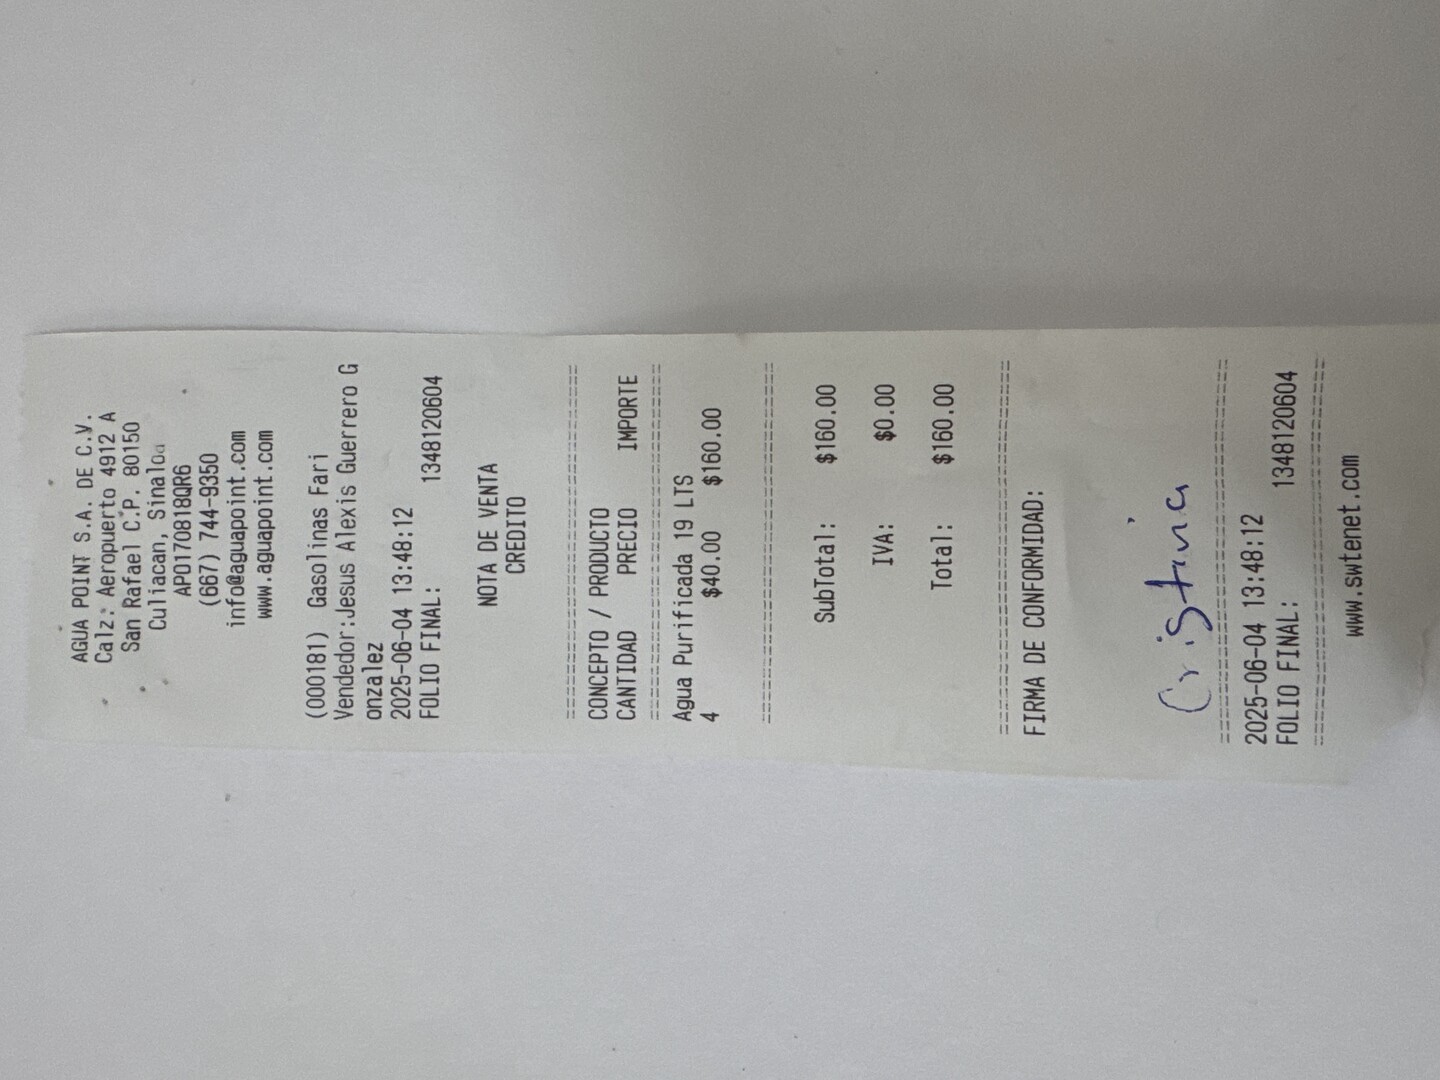 AGUA POINT S.A. DE C.V.
Calz: Aeropuerto 4912 A
San Rafael C.P. 80150
Culiacan, Sinaloa
APO170818QR6
(667) 744-9350
info@aguapoint.com
www.aguapoint.com
(000181)  Gasolinas Fari
Vendedor:Jesus Alexis Guerrero G
onzalez
2025-06-04 13:48:12
FOLIO FINAL: 1348120604
NOTA DE VENTA
CREDITO
================================
CONCEPTO / PRODUCTO
CANTIDAD PRECIO IMPORTE
================================
Agua Purificada 19 LTS
4 $40.00 $160.00
================================
SubTotal: $160.00
IVA: $0.00
Total: $160.00
================================
FIRMA DE CONFORMIDAD:
Cristina
================================
2025-06-04 13:48:12
FOLIO FINAL: 1348120604
================================
www.swtenet.com